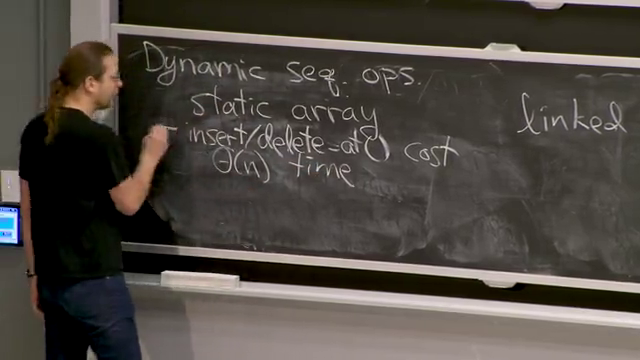 Dynamic seq. ops.
static array
- insert/delete_at() cost
Θ(n) time
linked